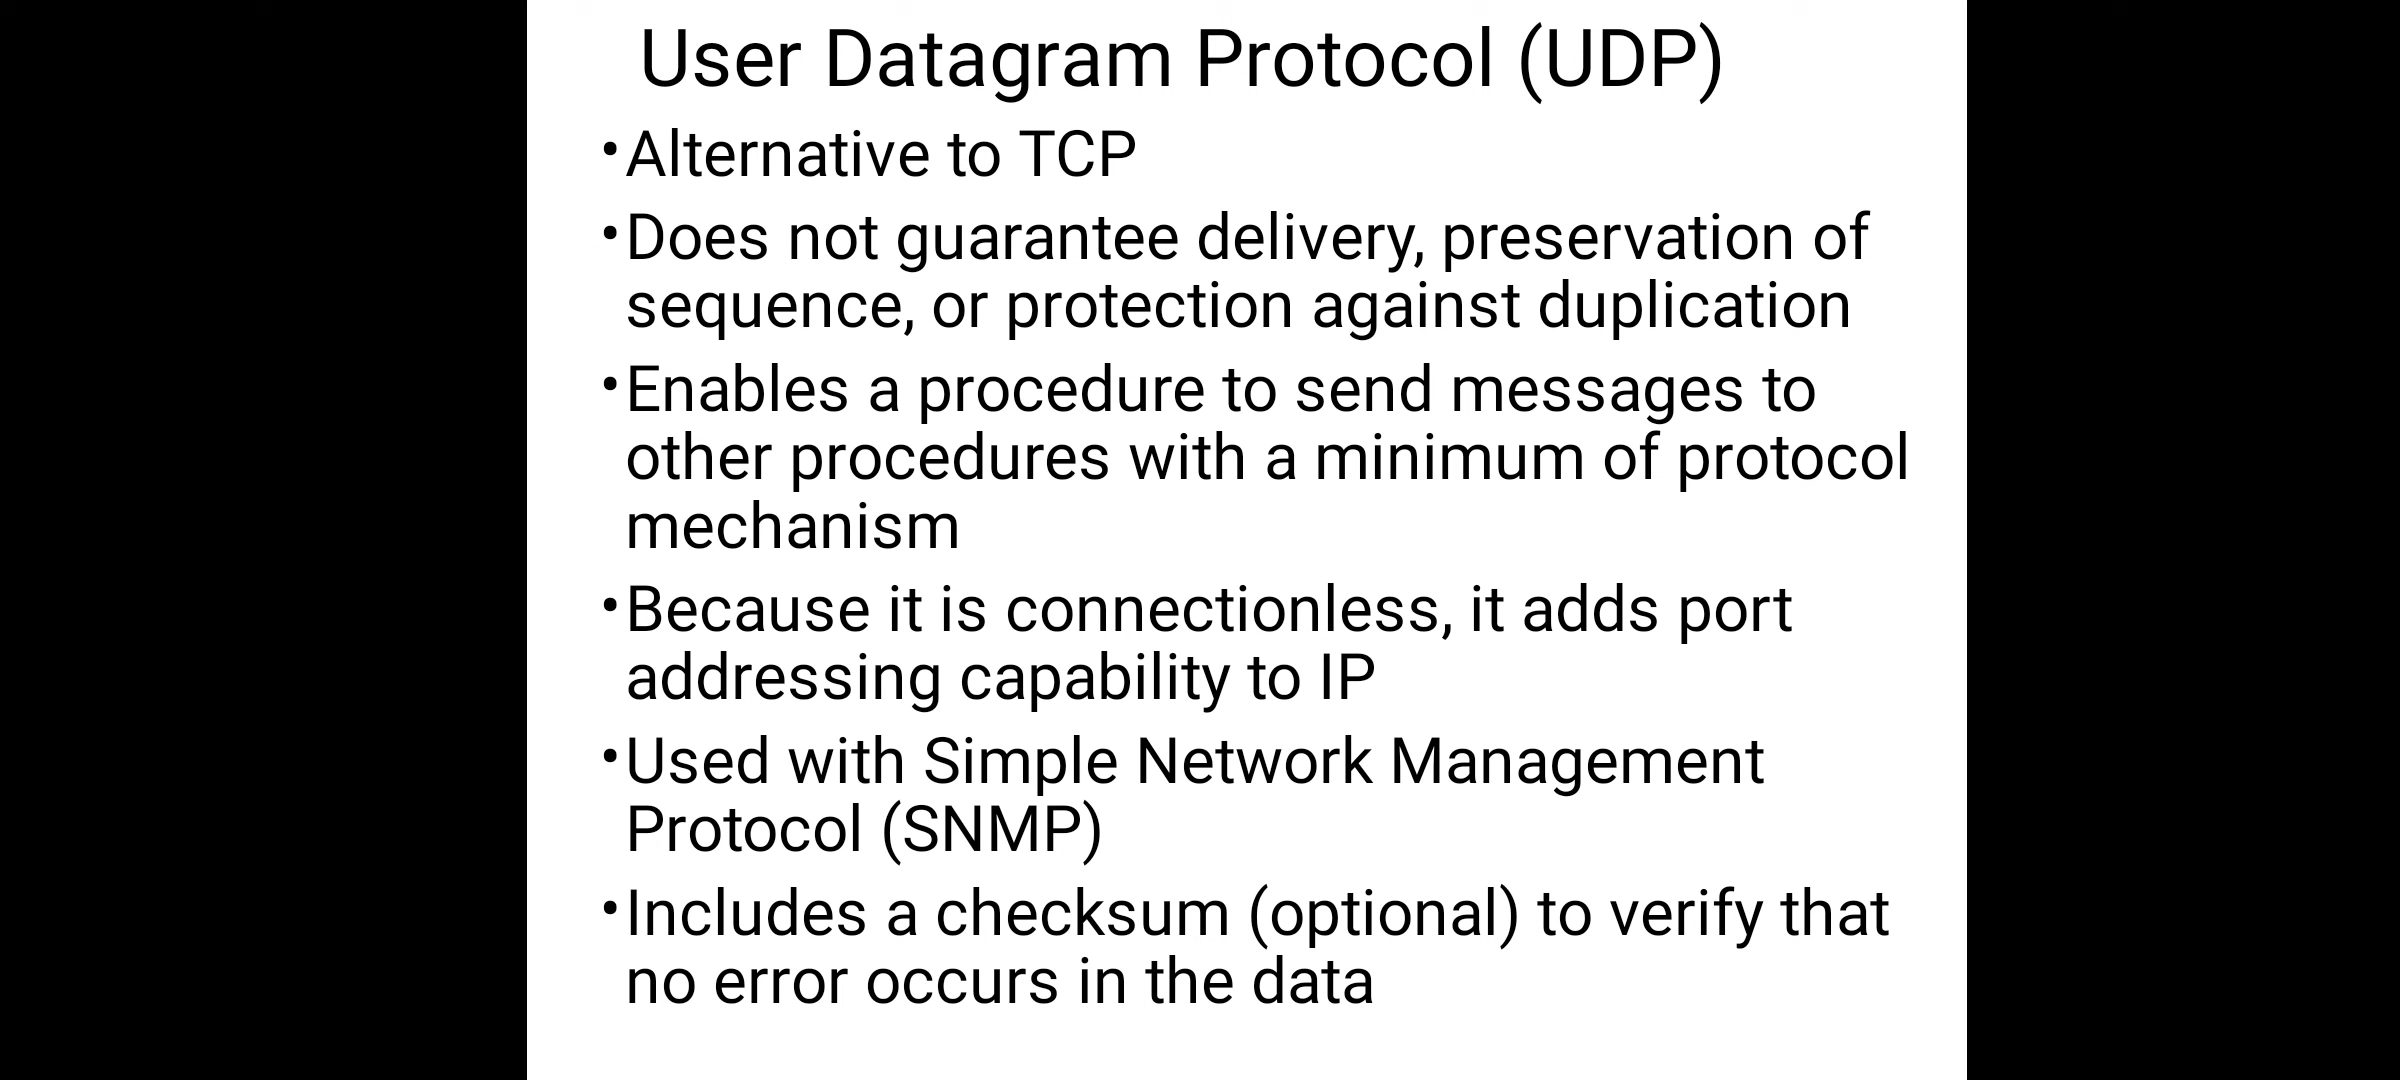 User Datagram Protocol (UDP)
•Alternative to TCP
•Does not guarantee delivery, preservation of
sequence, or protection against duplication
•Enables a procedure to send messages to
other procedures with a minimum of protocol
mechanism
•Because it is connectionless, it adds port
addressing capability to IP
•Used with Simple Network Management
Protocol (SNMP)
•Includes a checksum (optional) to verify that
no error occurs in the data